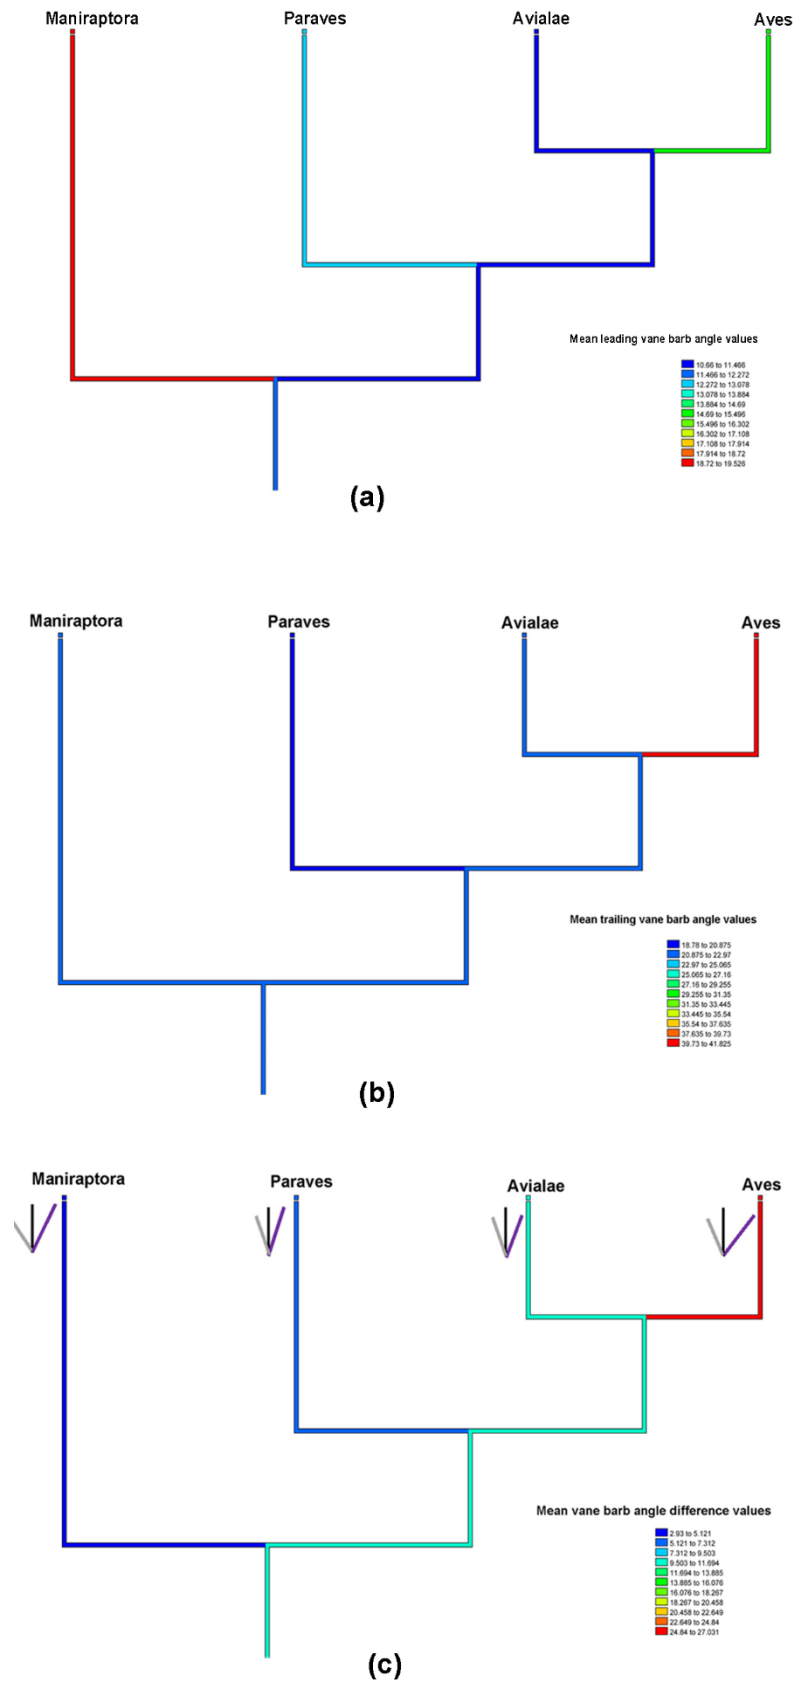 Maniraptora Paraves Avialae Aves
Mean leading vane barb angle values
10.66 to 11.466
11.466 to 12.272
12.272 to 13.078
13.078 to 13.884
13.884 to 14.69
14.69 to 15.496
15.496 to 16.302
16.302 to 17.108
17.108 to 17.914
17.914 to 18.72
18.72 to 19.526
(a)
Maniraptora Paraves Avialae Aves
Mean trailing vane barb angle values
18.78 to 20.875
20.875 to 22.97
22.97 to 25.065
25.065 to 27.16
27.16 to 29.255
29.255 to 31.35
31.35 to 33.445
33.445 to 35.54
35.54 to 37.635
37.635 to 39.73
39.73 to 41.825
(b)
Maniraptora Paraves Avialae Aves
Mean vane barb angle difference values
2.93 to 5.121
5.121 to 7.312
7.312 to 9.503
9.503 to 11.694
11.694 to 13.885
13.885 to 16.076
16.076 to 18.267
18.267 to 20.458
20.458 to 22.649
22.649 to 24.84
24.84 to 27.031
(c)